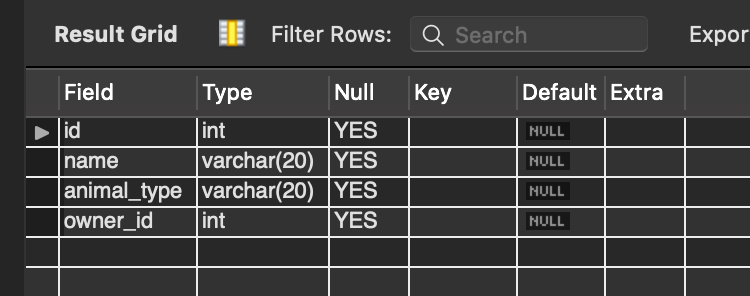 Result Grid Filter Rows: Search Expor
Field Type Null Key Default Extra
id int YES NULL
name varchar(20) YES NULL
animal_type varchar(20) YES NULL
owner_id int YES NULL